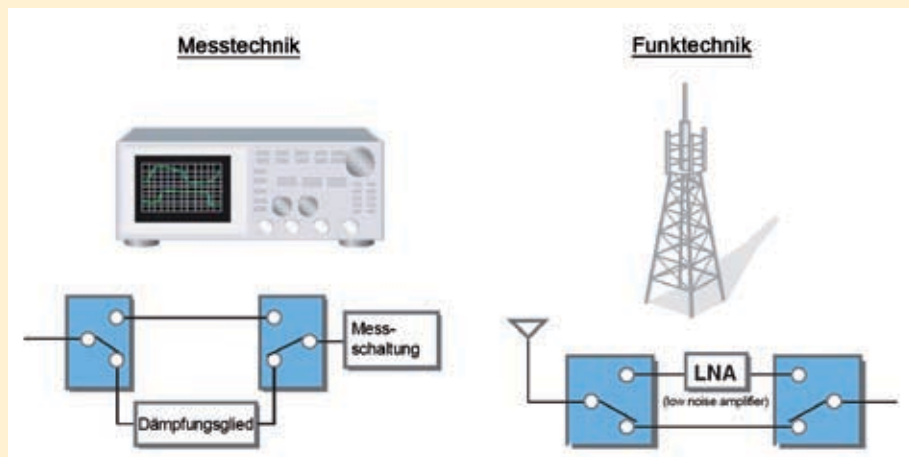 Messtechnik
Funktechnik
Mess-
schaltung
Dämpfungsglied
LNA
(low noise amplifier)